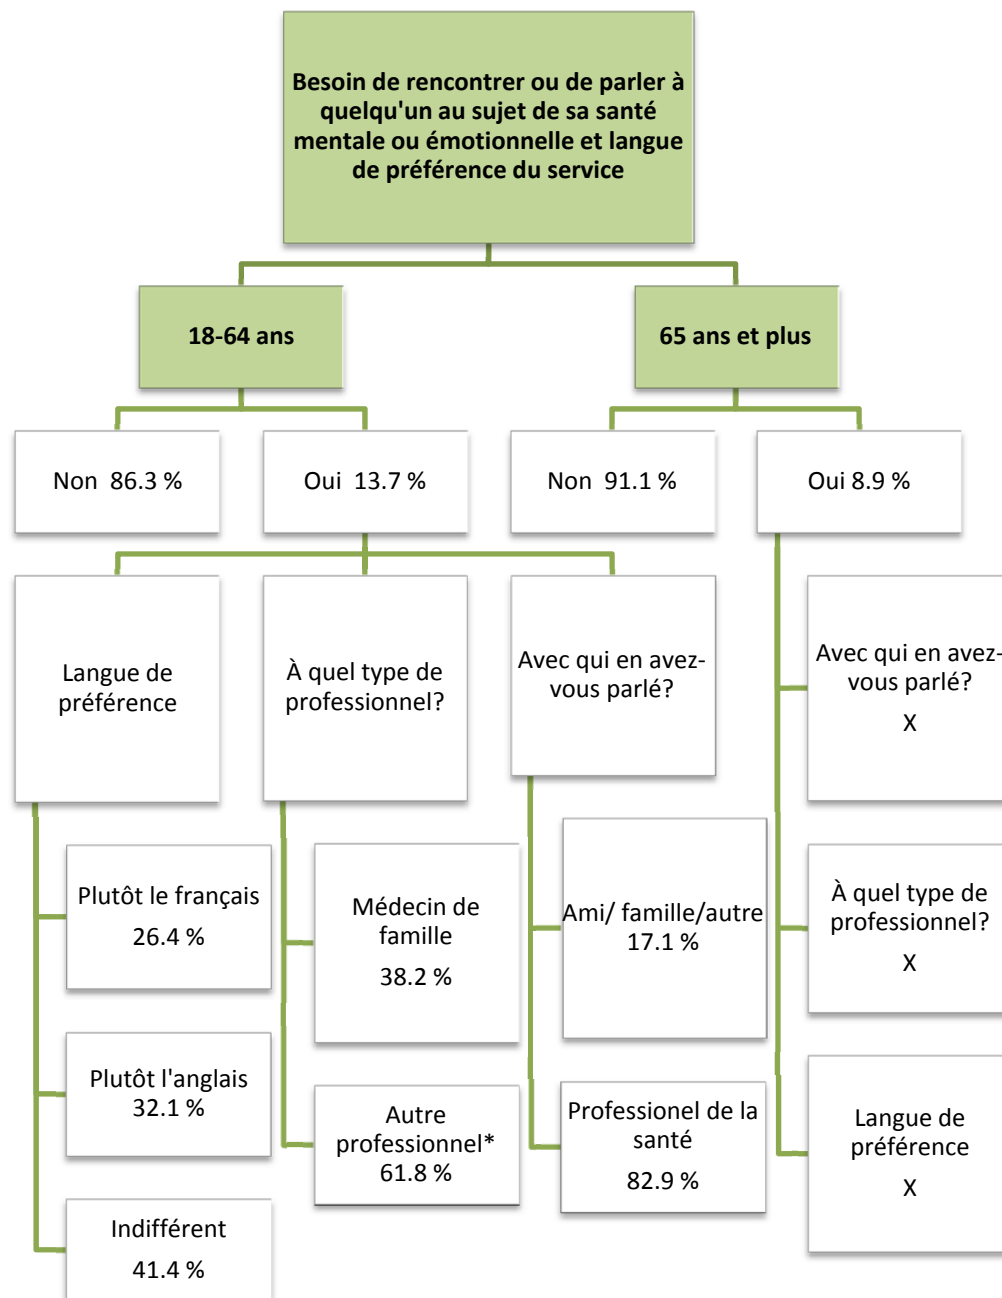 Besoin de rencontrer ou de parler à
quelqu'un au sujet de sa santé
mentale ou émotionnelle et langue
de préférence du service
18-64 ans
65 ans et plus
Non  86.3 %
Oui  13.7 %
Non  91.1 %
Oui 8.9 %
Langue de
préférence
À quel type de
professionnel?
Avec qui en avez-
vous parlé?
Avec qui en avez-
vous parlé?
X
Plutôt le français
26.4 %
Médecin de
famille
38.2 %
Ami/ famille/autre
17.1 %
À quel type de
professionnel?
X
Plutôt l'anglais
32.1 %
Autre
professionnel*
61.8 %
Professionel de la
santé
82.9 %
Langue de
préférence
X
Indifférent
41.4 %